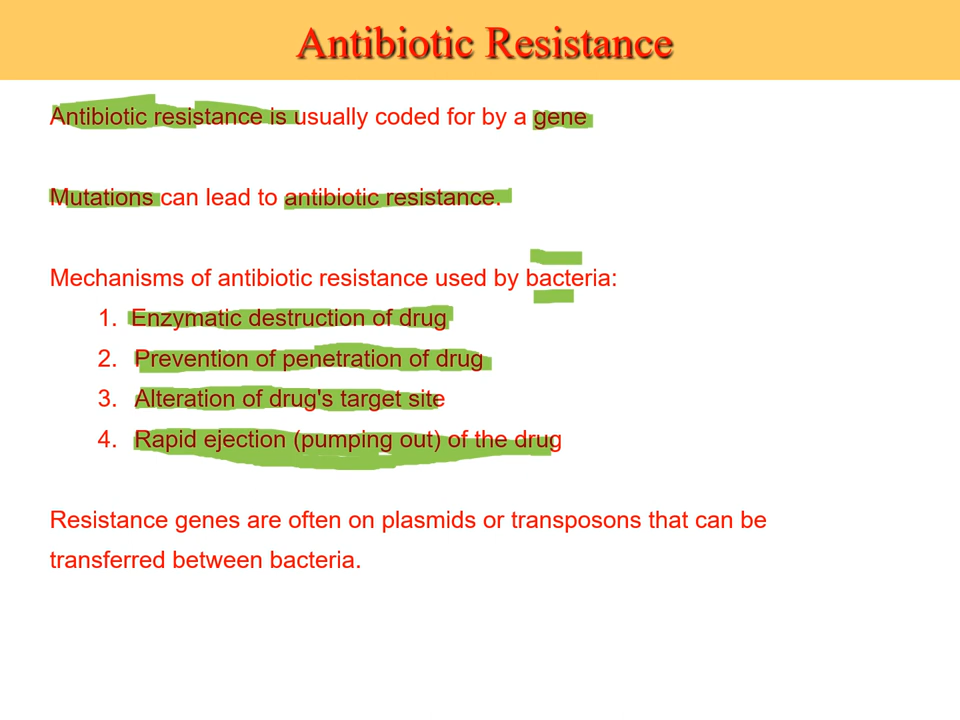 Antibiotic Resistance
Antibiotic resistance is usually coded for by a gene
Mutations can lead to antibiotic resistance.
Mechanisms of antibiotic resistance used by bacteria:
1. Enzymatic destruction of drug
2. Prevention of penetration of drug
3. Alteration of drug's target site
4. Rapid ejection (pumping out) of the drug
Resistance genes are often on plasmids or transposons that can be
transferred between bacteria.